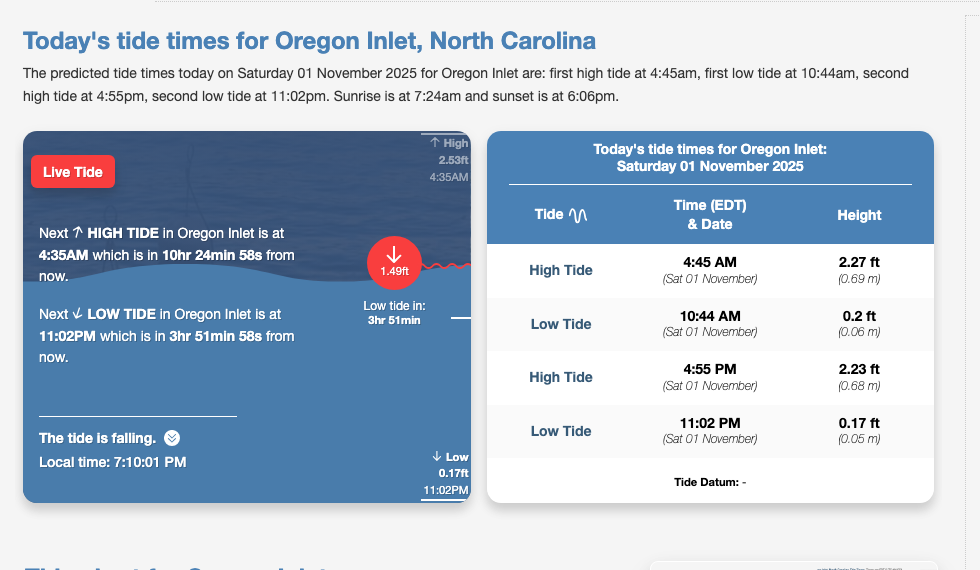 Today's tide times for Oregon Inlet, North Carolina
The predicted tide times today on Saturday 01 November 2025 for Oregon Inlet are: first high tide at 4:45am, first low tide at 10:44am, second
high tide at 4:55pm, second low tide at 11:02pm. Sunrise is at 7:24am and sunset is at 6:06pm.
↑ High
2.53ft
4:35AM
Live Tide
Next ↑ HIGH TIDE in Oregon Inlet is at
4:35AM which is in 10hr 24min 58s from
now.
1.49ft
Low tide in:
3hr 51min
Next ↓ LOW TIDE in Oregon Inlet is at
11:02PM which is in 3hr 51min 58s from
now.
The tide is falling.
Local time: 7:10:01 PM
↓ Low
0.17ft
11:02PM
Today's tide times for Oregon Inlet:
Saturday 01 November 2025
Tide Time (EDT) & Date Height
High Tide 4:45 AM 2.27 ft
(Sat 01 November) (0.69 m)
Low Tide 10:44 AM 0.2 ft
(Sat 01 November) (0.06 m)
High Tide 4:55 PM 2.23 ft
(Sat 01 November) (0.68 m)
Low Tide 11:02 PM 0.17 ft
(Sat 01 November) (0.05 m)
Tide Datum: -